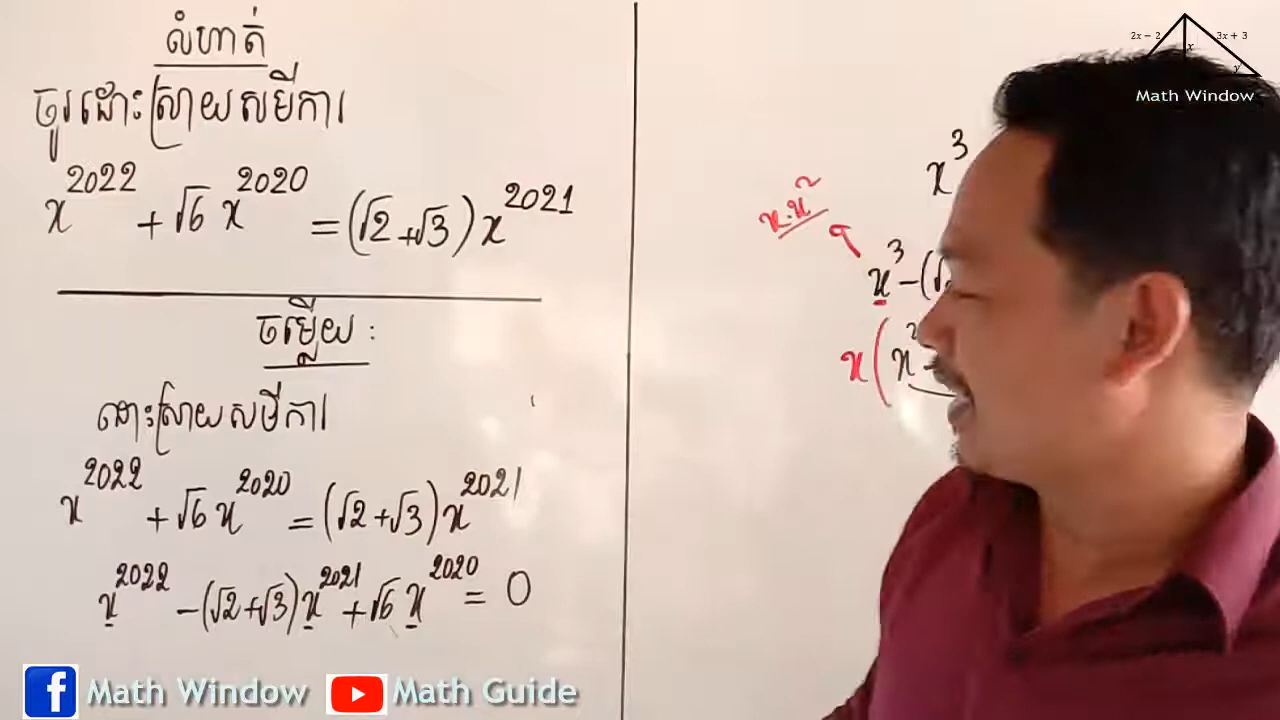 លំហាត់
ចូរដោះស្រាយសមីការ
x^2022 + √6 x^2020 = (√2 + √3) x^2021
ចម្លើយ :
ដោះស្រាយសមីការ
x^2022 + √6 x^2020 = (√2 + √3) x^2021
x^2022 - (√2 + √3) x^2021 + √6 x^2020 = 0
x^3
x · x^2
x^3 - (√
x ( x^2
2x − 2
3x + 3
x
y
Math Window
Math Window
Math Guide